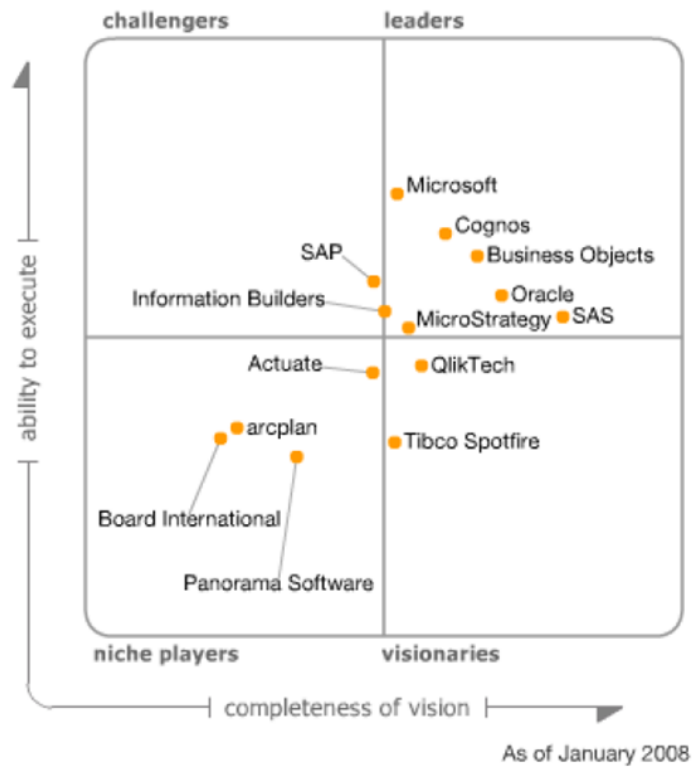 challengers
leaders
Microsoft
Cognos
SAP
Business Objects
Information Builders
Oracle
MicroStrategy
SAS
Actuate
QlikTech
arcplan
Tibco Spotfire
Board International
Panorama Software
ability to execute
niche players
visionaries
completeness of vision
As of January 2008